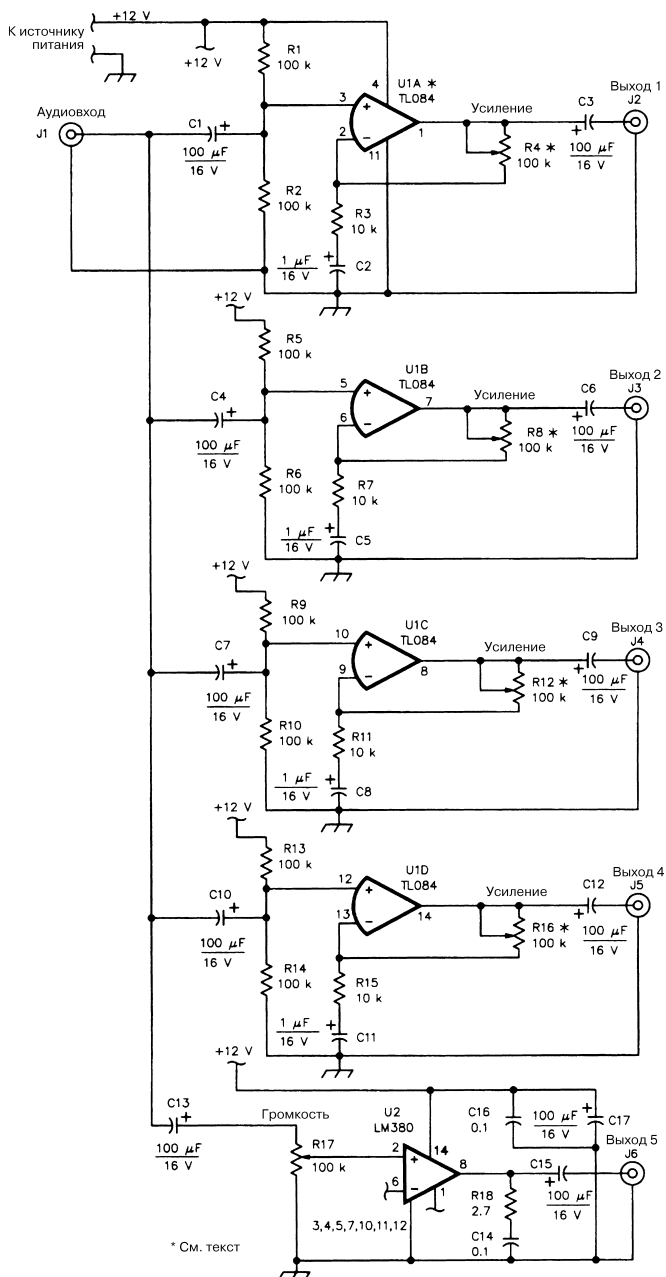 К источнику
питания
+12 V
+12 V
R1
100 k
Аудиовход
J1
C1
+
100 µF
16 V
R2
100 k
4
U1A *
TL084
3
+
2
−
11
1
Усиление
R4 *
100 k
C3
+
100 µF
16 V
Выход 1
J2
R3
10 k
1 µF
16 V
+
C2
+12 V
R5
100 k
C4
+
100 µF
16 V
R6
100 k
U1B
TL084
5
+
6
−
7
Усиление
R8 *
100 k
C6
+
100 µF
16 V
Выход 2
J3
R7
10 k
1 µF
16 V
+
C5
+12 V
R9
100 k
C7
+
100 µF
16 V
R10
100 k
U1C
TL084
10
+
9
−
8
Усиление
R12 *
100 k
C9
+
100 µF
16 V
Выход 3
J4
R11
10 k
1 µF
16 V
+
C8
+12 V
R13
100 k
C10
+
100 µF
16 V
R14
100 k
U1D
TL084
12
+
13
−
14
Усиление
R16 *
100 k
C12
+
100 µF
16 V
Выход 4
J5
R15
10 k
1 µF
16 V
+
C11
+12 V
C13
+
100 µF
16 V
Громкость
R17
100 k
U2
LM380
2
+
6
−
14
1
8
3,4,5,7,10,11,12
C16
0.1
100 µF
16 V
+
C17
Выход 5
J6
C15
+
100 µF
16 V
R18
2.7
C14
0.1
* См. текст